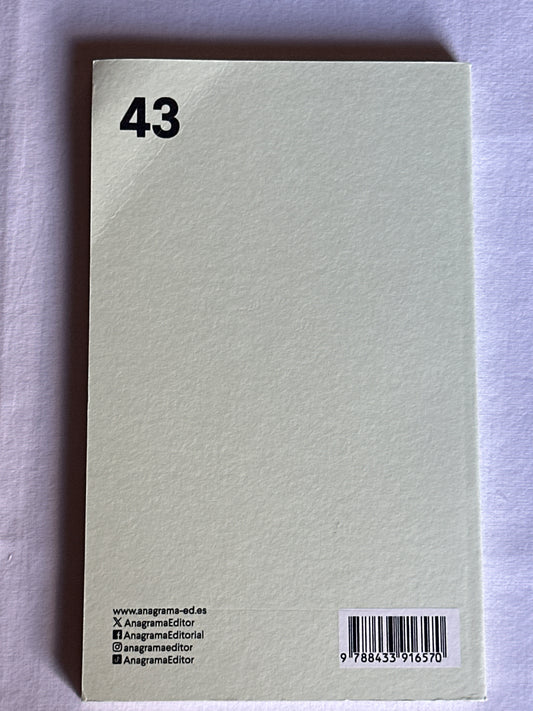 43
www.anagrama-ed.es
X AnagramaEditor
AnagramaEditorial
anagramaeditor
AnagramaEditor
9 788433 916570